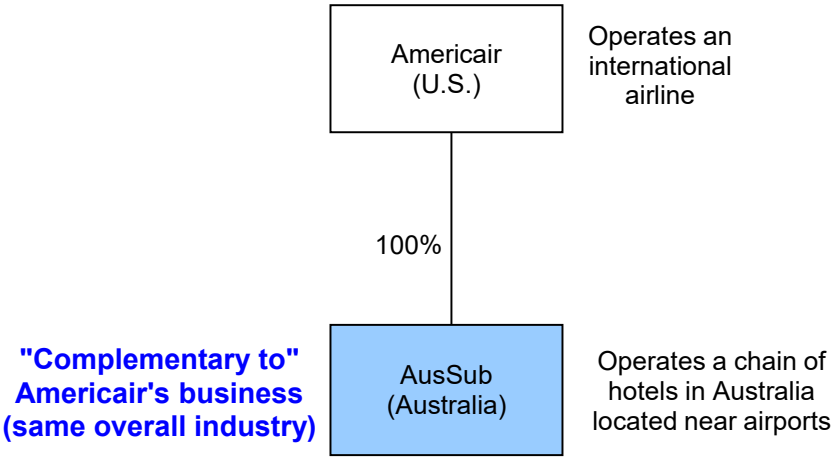 Americair
(U.S.)
Operates an
international
airline
100%
"Complementary to"
Americair's business
(same overall industry)
AusSub
(Australia)
Operates a chain of
hotels in Australia
located near airports